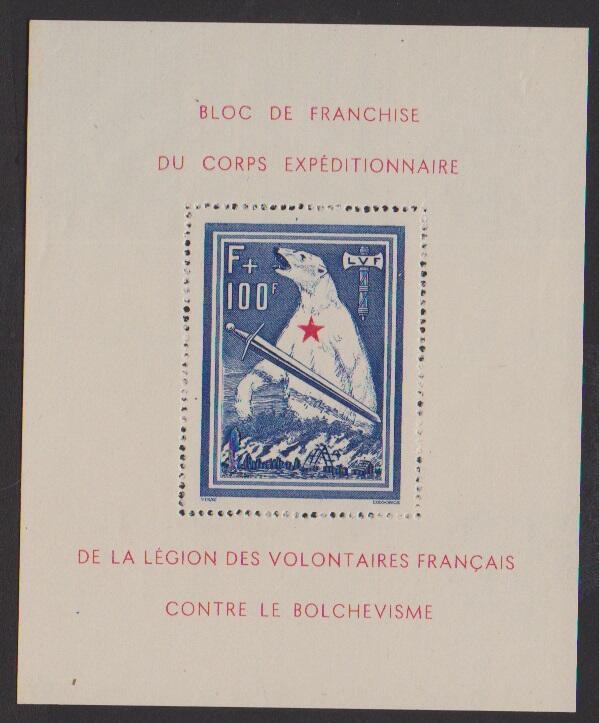 BLOC DE FRANCHISE
DU CORPS EXPÉDITIONNAIRE
F+
100F
LVF
DE LA LÉGION DES VOLONTAIRES FRANÇAIS
CONTRE LE BOLCHEVISME